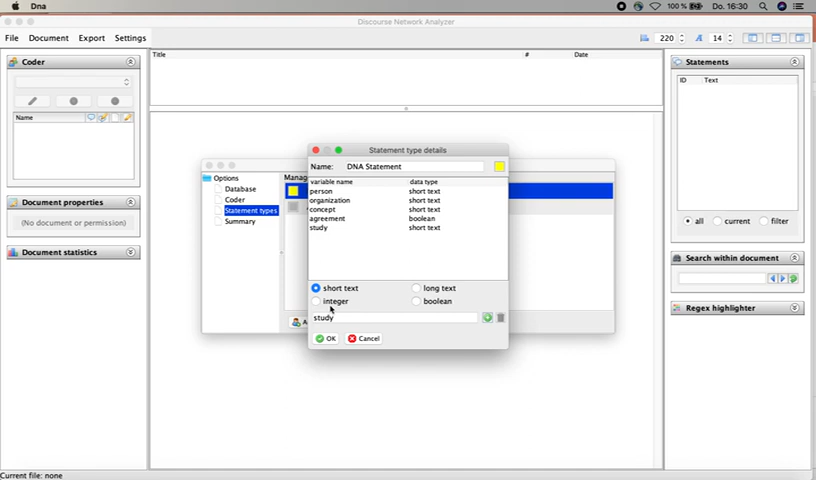 Dna 100 % Do. 16:30
Discourse Network Analyzer
File Document Export Settings 220 14
Coder Title # Date Statements
ID Text
Name
Statement type details
Name: DNA Statement
Options Manag
variable name data type
Database person short text
Coder organization short text
Statement types concept short text
Summary agreement boolean
study short text
Document properties
(No document or permission) all current filter
Document statistics
Search within document
short text long text
integer boolean
Regex highlighter
study
OK Cancel
Current file: none